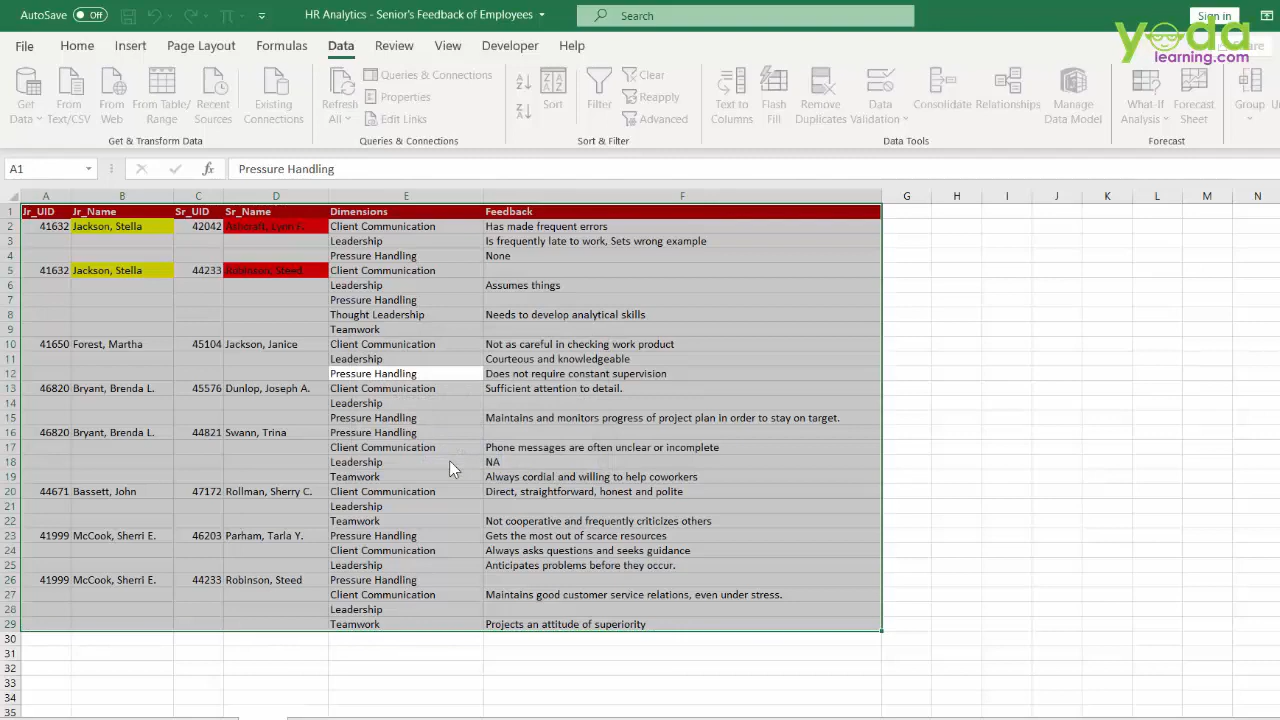 AutoSave Off HR Analytics - Senior's Feedback of Employees Search Sign in
yoda
learning.com
File Home Insert Page Layout Formulas Data Review View Developer Help Share
Get Data From Text/CSV From Web From Table/ Range Recent Sources Existing Connections Refresh All Queries & Connections Properties Edit Links Sort Filter Clear Reapply Advanced Text to Columns Flash Fill Remove Duplicates Data Validation Consolidate Relationships Manage Data Model What-If Analysis Forecast Sheet Group
Get & Transform Data Queries & Connections Sort & Filter Data Tools Forecast
A1 fx Pressure Handling
A B C D E F G H I J K L M N
1 Jr_UID Jr_Name Sr_UID Sr_Name Dimensions Feedback
2 41632 Jackson, Stella 42042 Ashcraft, Lynn F. Client Communication Has made frequent errors
3 Leadership Is frequently late to work, Sets wrong example
4 Pressure Handling None
5 41632 Jackson, Stella 44233 Robinson, Steed Client Communication
6 Leadership Assumes things
7 Pressure Handling
8 Thought Leadership Needs to develop analytical skills
9 Teamwork
10 41650 Forest, Martha 45104 Jackson, Janice Client Communication Not as careful in checking work product
11 Leadership Courteous and knowledgeable
12 Pressure Handling Does not require constant supervision
13 46820 Bryant, Brenda L. 45576 Dunlop, Joseph A. Client Communication Sufficient attention to detail.
14 Leadership
15 Pressure Handling Maintains and monitors progress of project plan in order to stay on target.
16 46820 Bryant, Brenda L. 44821 Swann, Trina Pressure Handling
17 Client Communication Phone messages are often unclear or incomplete
18 Leadership NA
19 Teamwork Always cordial and willing to help coworkers
20 44671 Bassett, John 47172 Rollman, Sherry C. Client Communication Direct, straightforward, honest and polite
21 Leadership
22 Teamwork Not cooperative and frequently criticizes others
23 41999 McCook, Sherri E. 46203 Parham, Tarla Y. Pressure Handling Gets the most out of scarce resources
24 Client Communication Always asks questions and seeks guidance
25 Leadership Anticipates problems before they occur.
26 41999 McCook, Sherri E. 44233 Robinson, Steed Pressure Handling
27 Client Communication Maintains good customer service relations, even under stress.
28 Leadership
29 Teamwork Projects an attitude of superiority
30
31
32
33
34
35